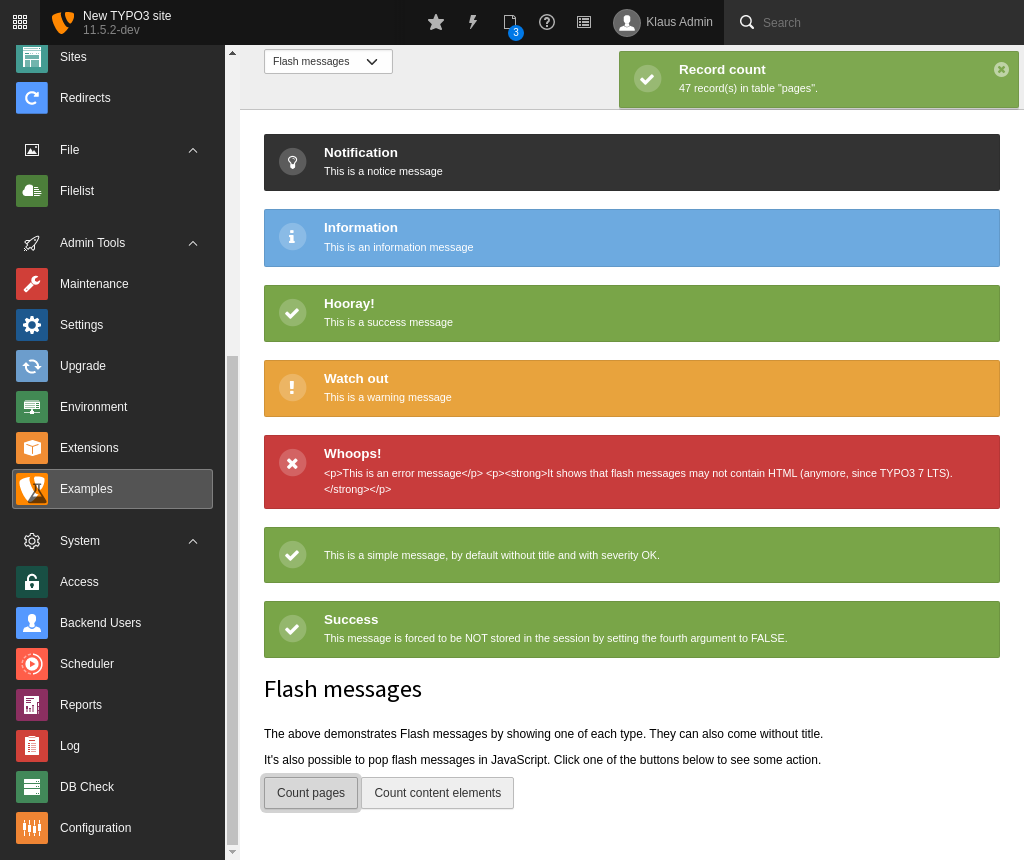 New TYPO3 site
11.5.2-dev
3
Klaus Admin
Search
Sites
Redirects
File
Filelist
Admin Tools
Maintenance
Settings
Upgrade
Environment
Extensions
Examples
System
Access
Backend Users
Scheduler
Reports
Log
DB Check
Configuration
Flash messages
Record count
47 record(s) in table "pages".
Notification
This is a notice message
Information
This is an information message
Hooray!
This is a success message
Watch out
This is a warning message
Whoops!
<p>This is an error message</p> <p><strong>It shows that flash messages may not contain HTML (anymore, since TYPO3 7 LTS).
</strong></p>
This is a simple message, by default without title and with severity OK.
Success
This message is forced to be NOT stored in the session by setting the fourth argument to FALSE.
Flash messages
The above demonstrates Flash messages by showing one of each type. They can also come without title.
It's also possible to pop flash messages in JavaScript. Click one of the buttons below to see some action.
Count pages
Count content elements